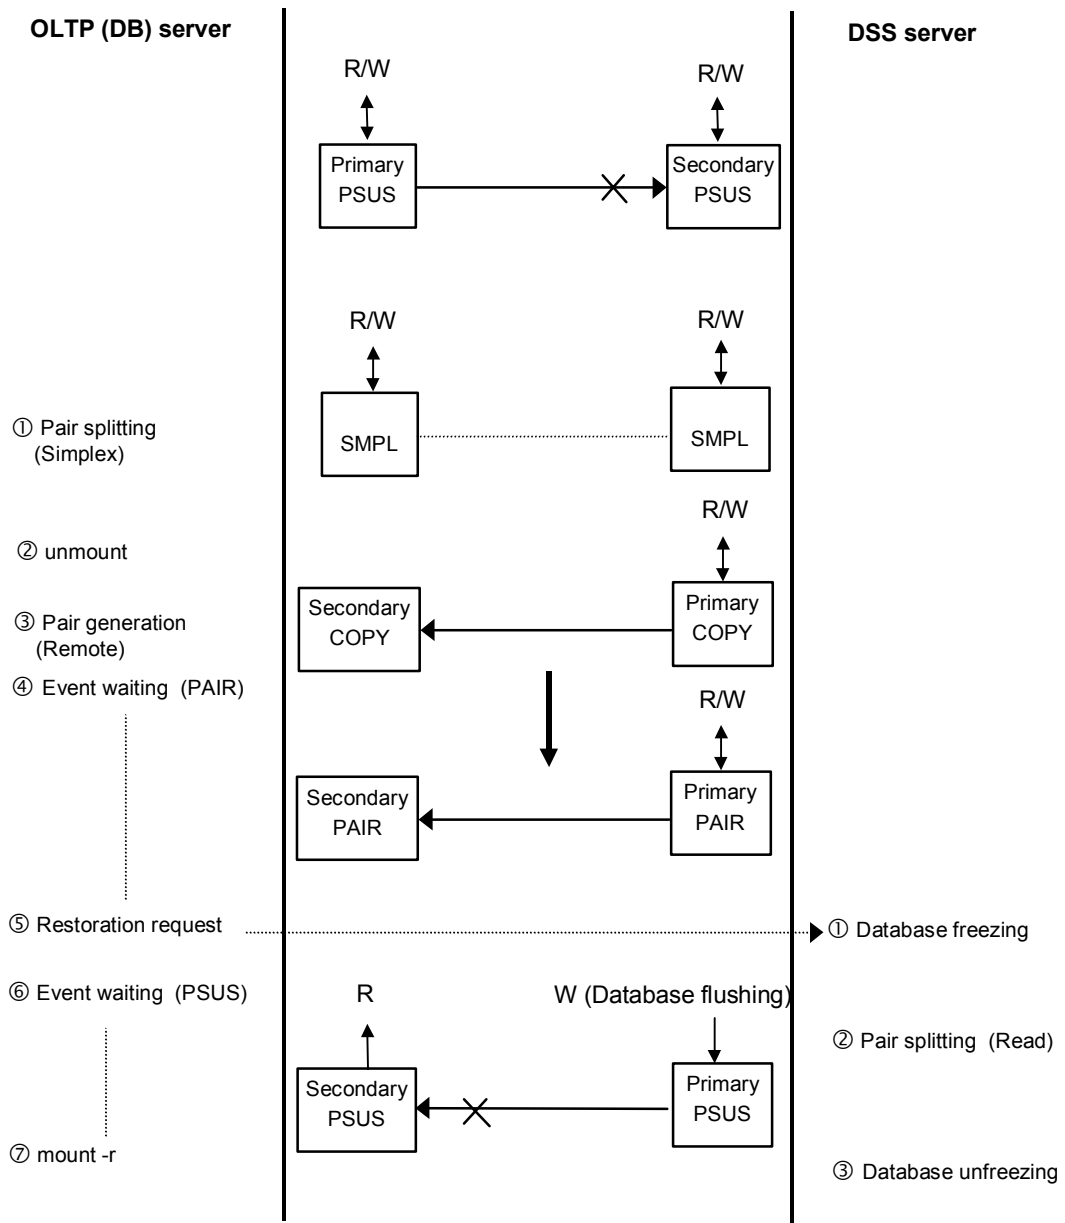 OLTP (DB) server
DSS server
R/W
R/W
Primary
PSUS
Secondary
PSUS
R/W
R/W
① Pair splitting
(Simplex)
SMPL
SMPL
R/W
② unmount
Secondary
COPY
Primary
COPY
③ Pair generation
(Remote)
④ Event waiting (PAIR)
R/W
Secondary
PAIR
Primary
PAIR
⑤ Restoration request
① Database freezing
⑥ Event waiting (PSUS)
R
W (Database flushing)
② Pair splitting (Read)
Secondary
PSUS
Primary
PSUS
⑦ mount -r
③ Database unfreezing